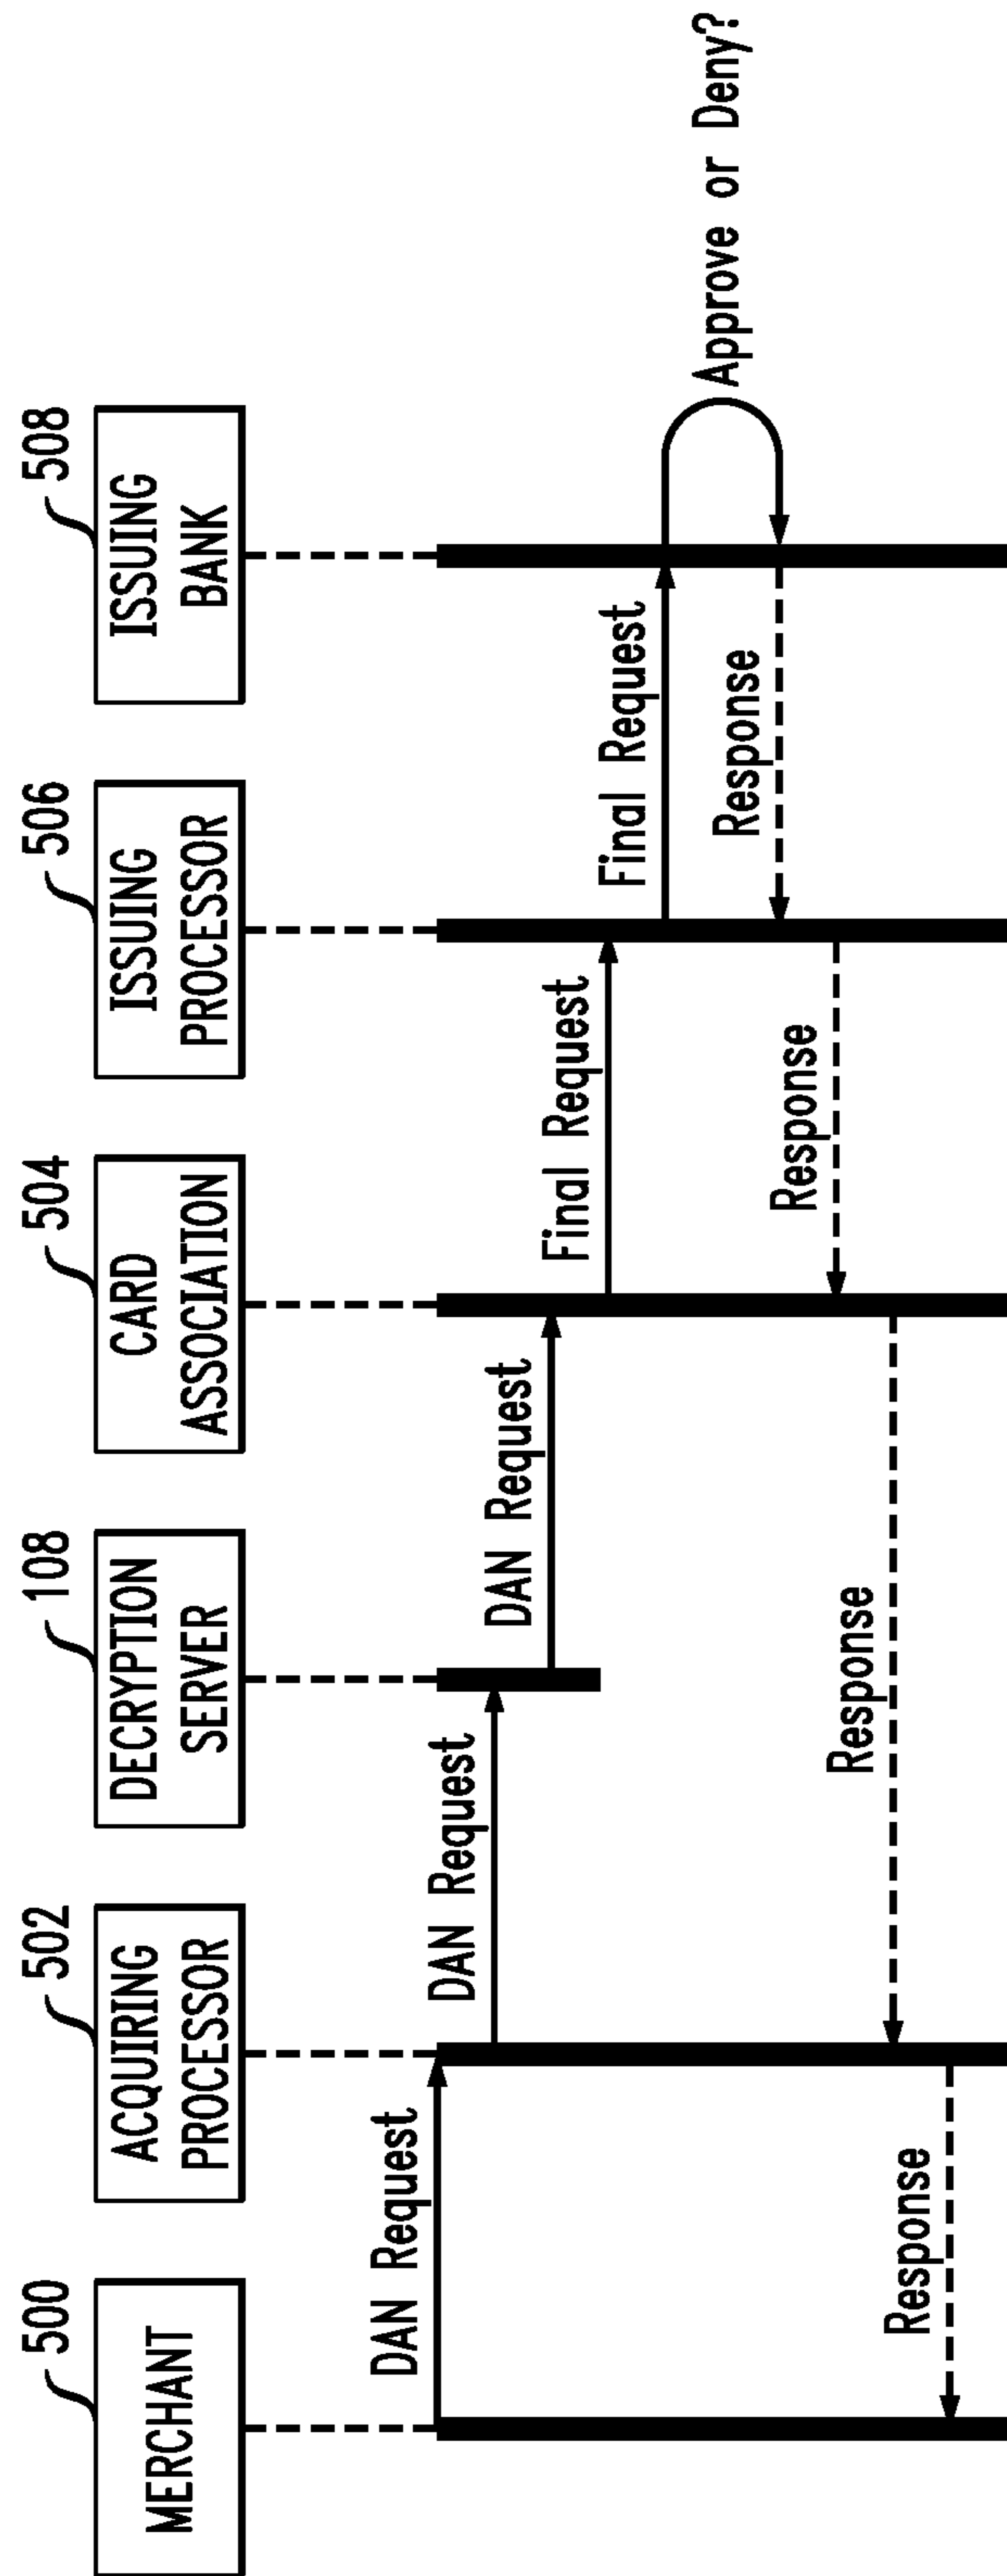 500
502
108
504
506
508
MERCHANT
ACQUIRING
PROCESSOR
DECRYPTION
SERVER
CARD
ASSOCIATION
ISSUING
PROCESSOR
ISSUING
BANK
DAN Request
DAN Request
DAN Request
Final Request
Final Request
Approve or Deny?
Response
Response
Response
Response